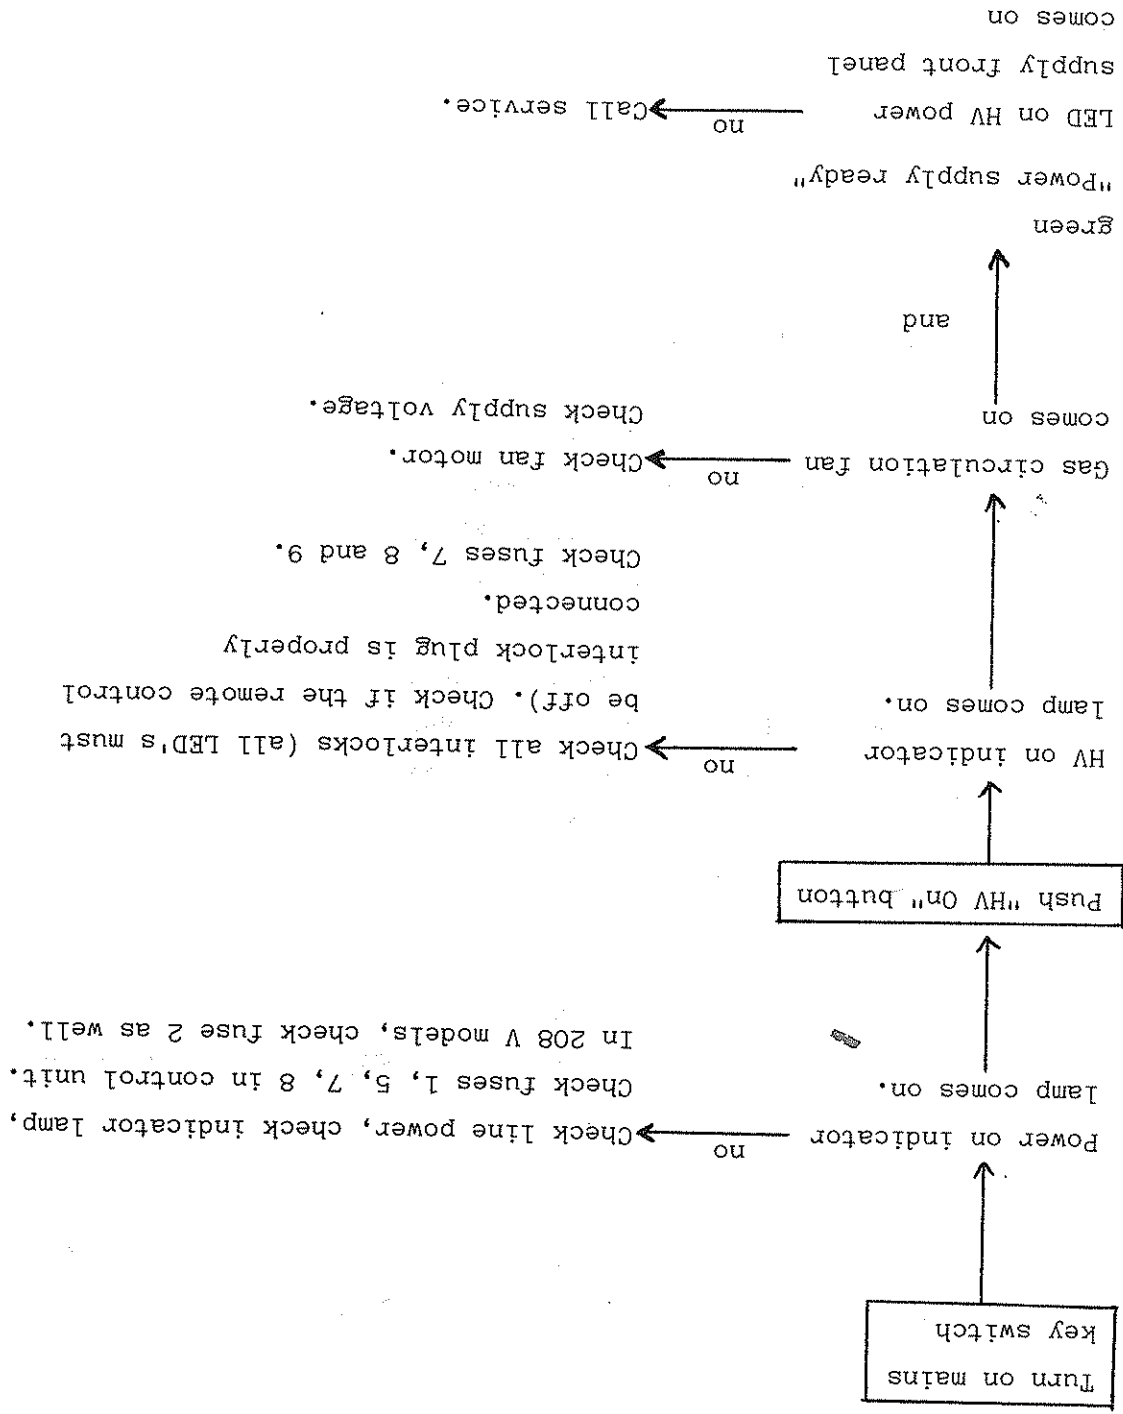 Turn on mains
key switch
Power on indicator
lamp comes on.
no
Check line power, check indicator lamp,
Check fuses 1, 5, 7, 8 in control unit.
In 208 V models, check fuse 2 as well.
Push "HV On" button
HV on indicator
lamp comes on.
no
Check all interlocks (all LED's must
be off). Check if the remote control
interlock plug is properly
connected.
Check fuses 7, 8 and 9.
Gas circulation fan
comes on
no
Check fan motor.
Check supply voltage.
and
green
"Power supply ready"
LED on HV power
supply front panel
comes on
no
Call service.